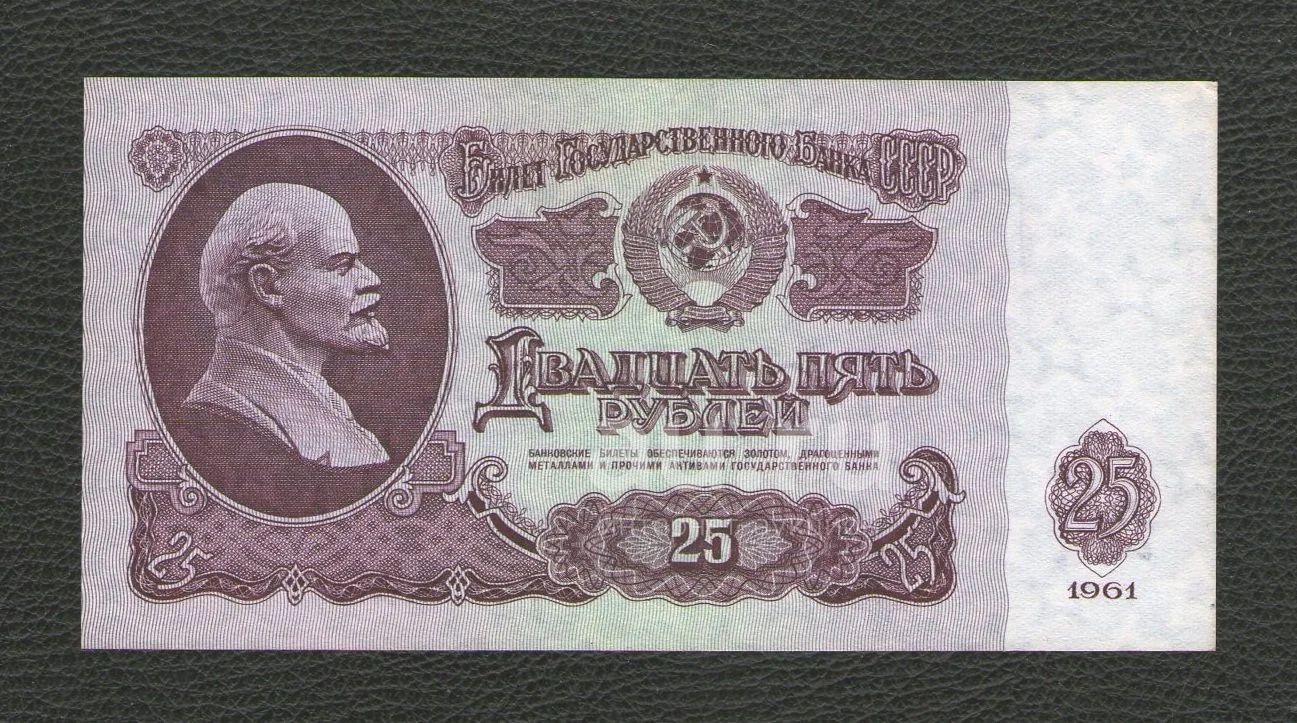 Билет Государственного Банка СССР
Двадцать пять
рублей
БАНКОВСКИЕ БИЛЕТЫ ОБЕСПЕЧИВАЮТСЯ ЗОЛОТОМ, ДРАГОЦЕННЫМИ
МЕТАЛЛАМИ И ПРОЧИМИ АКТИВАМИ ГОСУДАРСТВЕННОГО БАНКА
25
25
25
25
1961